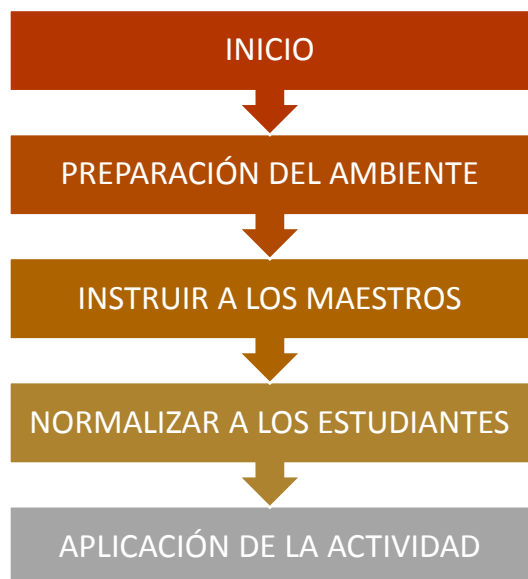 INICIO
PREPARACIÓN DEL AMBIENTE
INSTRUIR A LOS MAESTROS
NORMALIZAR A LOS ESTUDIANTES
APLICACIÓN DE LA ACTIVIDAD